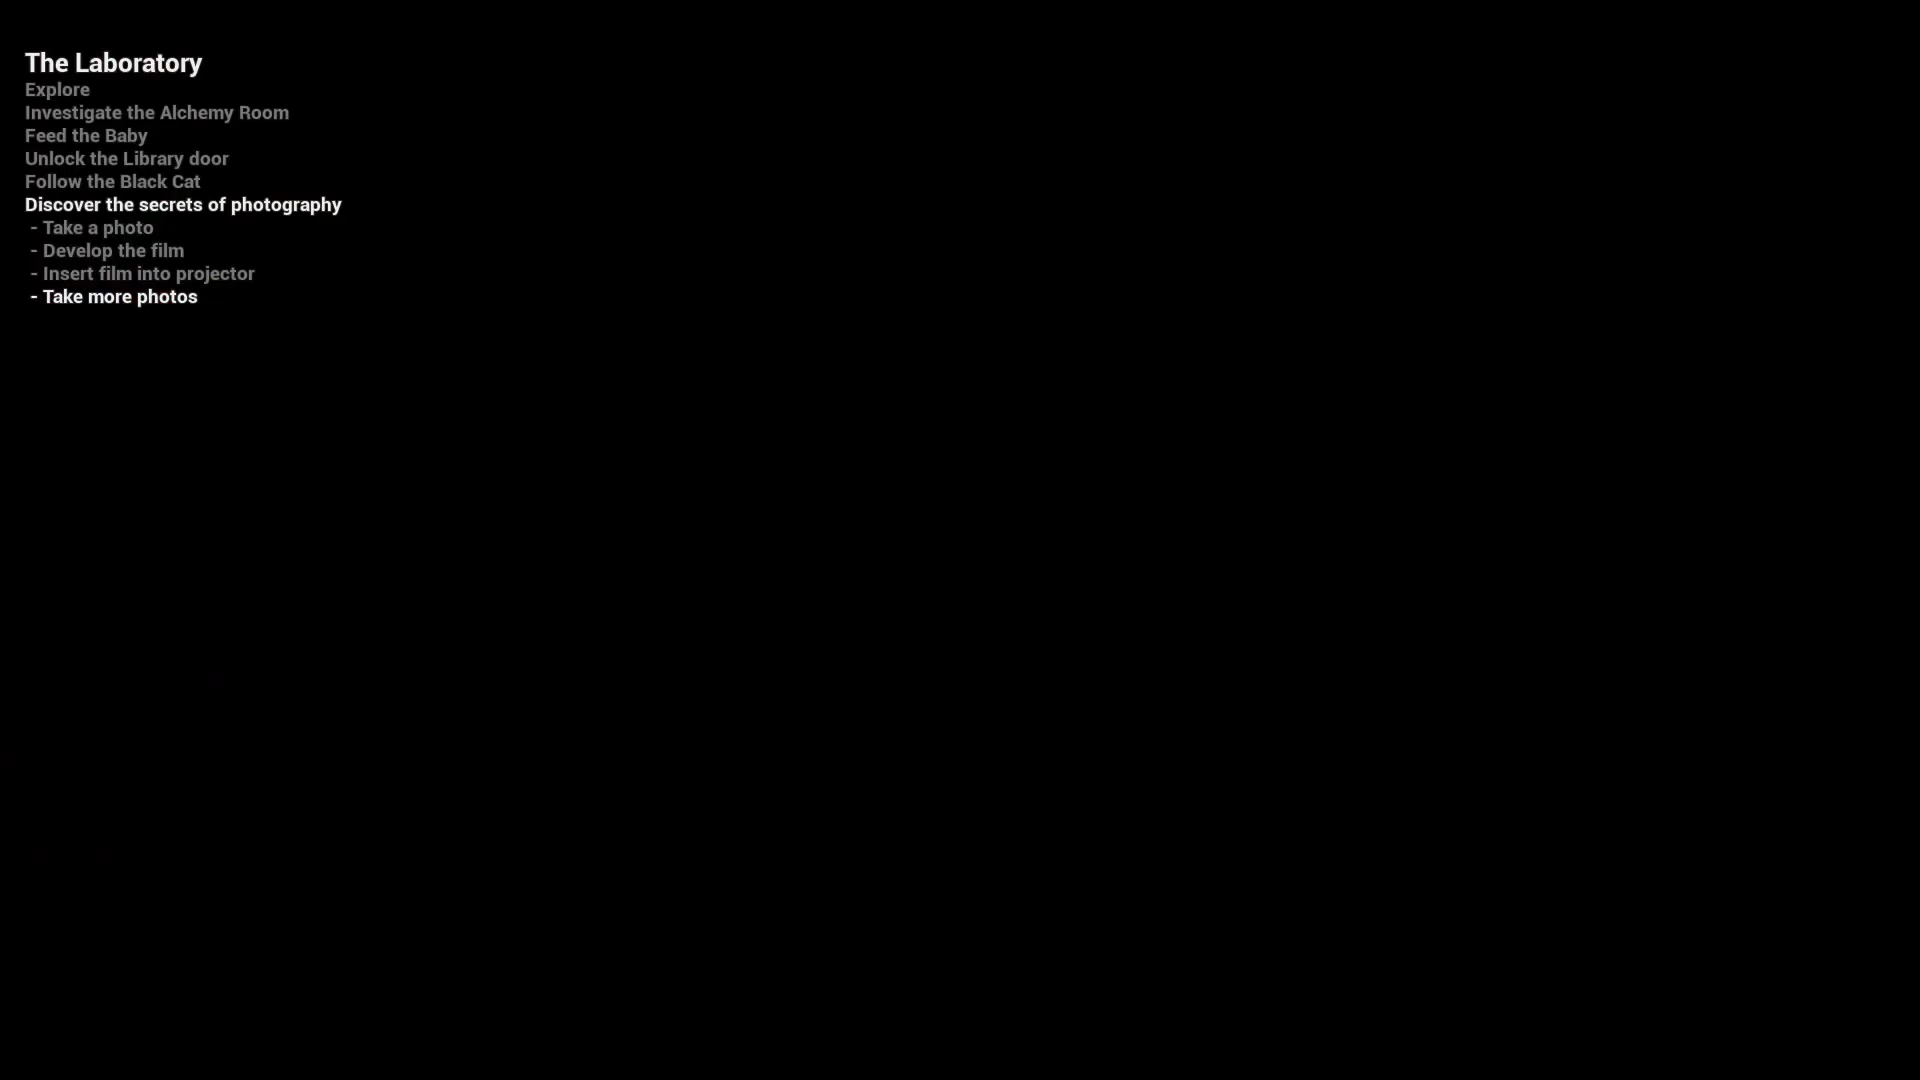 The Laboratory
Explore
Investigate the Alchemy Room
Feed the Baby
Unlock the Library door
Follow the Black Cat
Discover the secrets of photography
- Take a photo
- Develop the film
- Insert film into projector
- Take more photos